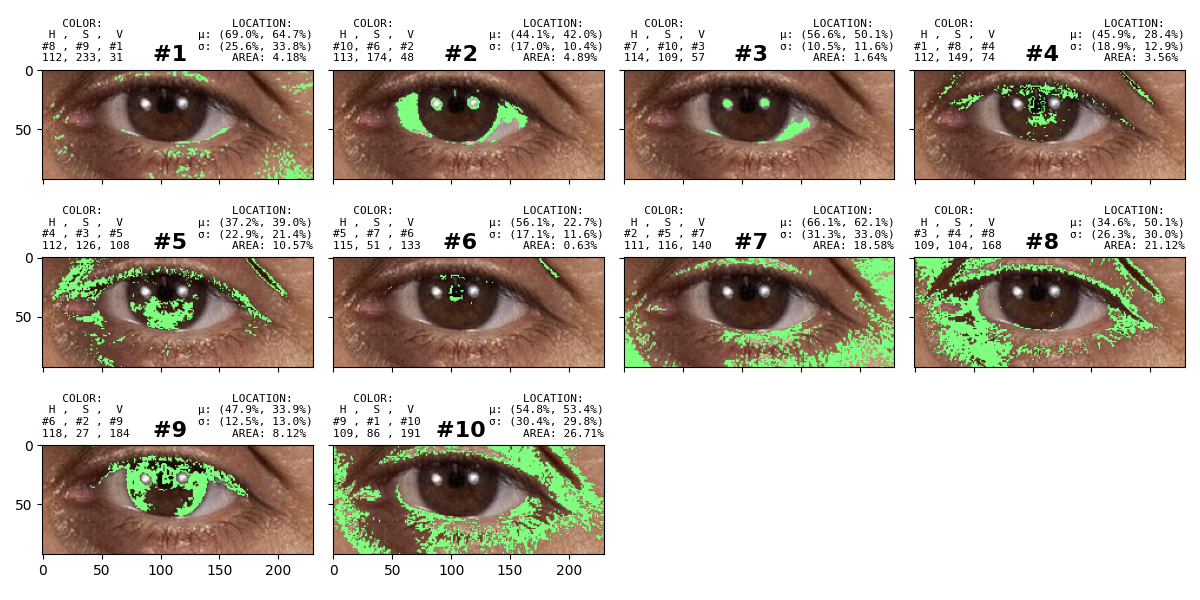 COLOR: LOCATION:
H , S , V μ: (69.0%, 64.7%)
#8 , #9 , #1 #1 σ: (25.6%, 33.8%)
112, 233, 31 AREA: 4.18%
COLOR: LOCATION:
H , S , V μ: (44.1%, 42.0%)
#10, #6 , #2 #2 σ: (17.0%, 10.4%)
113, 174, 48 AREA: 4.89%
COLOR: LOCATION:
H , S , V μ: (56.6%, 50.1%)
#7 , #10, #3 #3 σ: (10.5%, 11.6%)
114, 109, 57 AREA: 1.64%
COLOR: LOCATION:
H , S , V μ: (45.9%, 28.4%)
#1 , #8 , #4 #4 σ: (18.9%, 12.9%)
112, 149, 74 AREA: 3.56%
0
50
COLOR: LOCATION:
H , S , V μ: (37.2%, 39.0%)
#4 , #3 , #5 #5 σ: (22.9%, 21.4%)
112, 126, 108 AREA: 10.57%
COLOR: LOCATION:
H , S , V μ: (56.1%, 22.7%)
#5 , #7 , #6 #6 σ: (17.1%, 11.6%)
115, 51 , 133 AREA: 0.63%
COLOR: LOCATION:
H , S , V μ: (66.1%, 62.1%)
#2 , #5 , #7 #7 σ: (31.3%, 33.0%)
111, 116, 140 AREA: 18.58%
COLOR: LOCATION:
H , S , V μ: (34.6%, 50.1%)
#3 , #4 , #8 #8 σ: (26.3%, 30.0%)
109, 104, 168 AREA: 21.12%
0
50
COLOR: LOCATION:
H , S , V μ: (47.9%, 33.9%)
#6 , #2 , #9 #9 σ: (12.5%, 13.0%)
118, 27 , 184 AREA: 8.12%
COLOR: LOCATION:
H , S , V μ: (54.8%, 53.4%)
#9 , #1 , #10 #10 σ: (30.4%, 29.8%)
109, 86 , 191 AREA: 26.71%
0
50
0 50 100 150 200
0 50 100 150 200